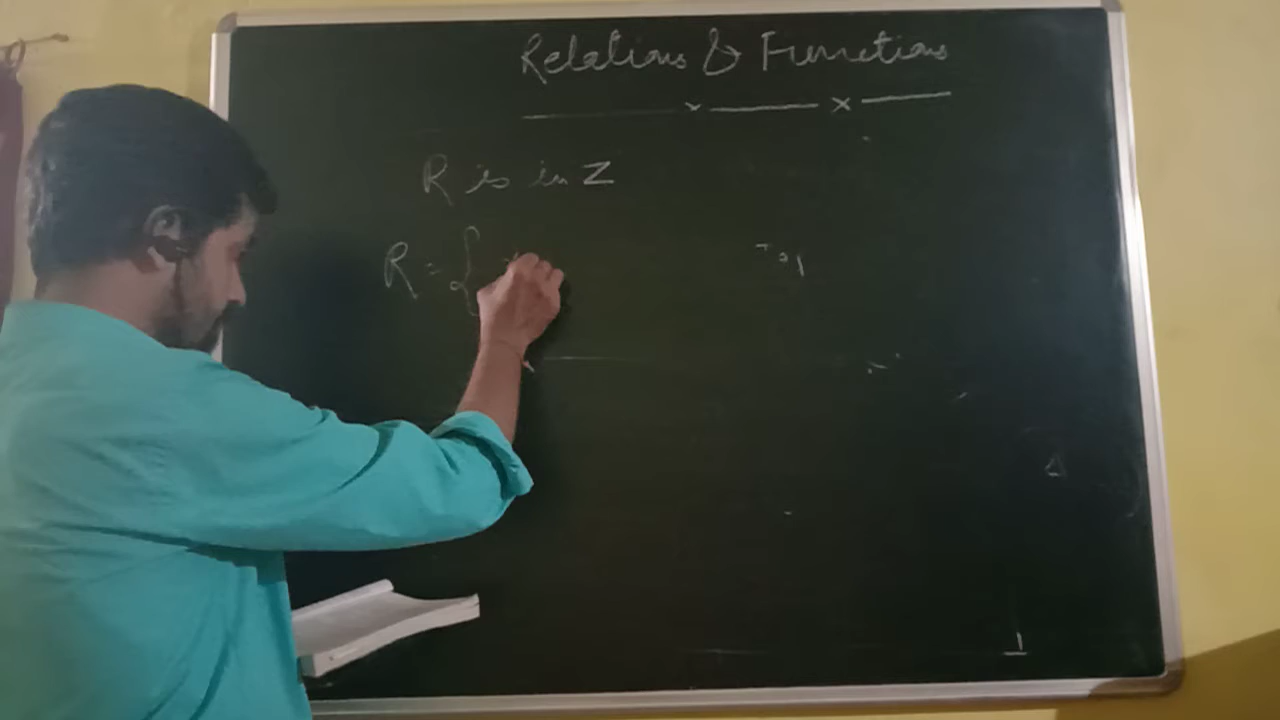 Relations & Functions
R is in Z
R = {